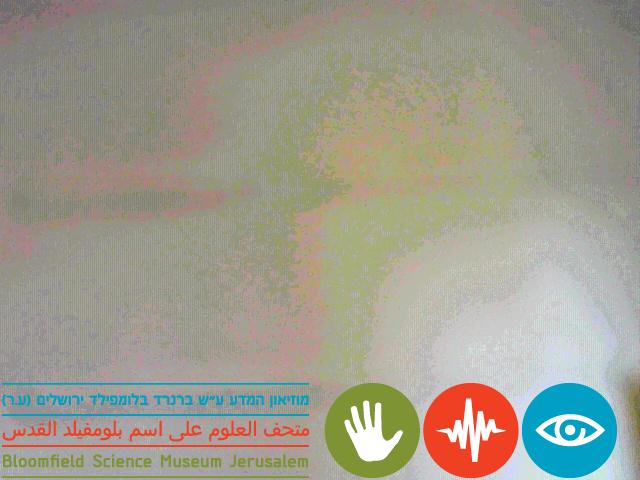 מוזיאון המדע ע״ש ברנרד בלומפילד ירושלים (ע.ר)
متحف العلوم على اسم بلومفيلد القدس
Bloomfield Science Museum Jerusalem